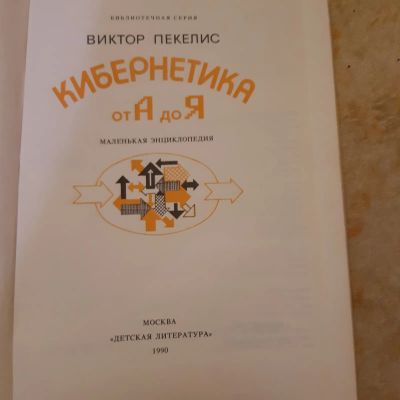 БИБЛИОТЕЧНАЯ СЕРИЯ
ВИКТОР ПЕКЕЛИС
КИБЕРНЕТИКА
от А до Я
МАЛЕНЬКАЯ ЭНЦИКЛОПЕДИЯ
МОСКВА
«ДЕТСКАЯ ЛИТЕРАТУРА»
1990